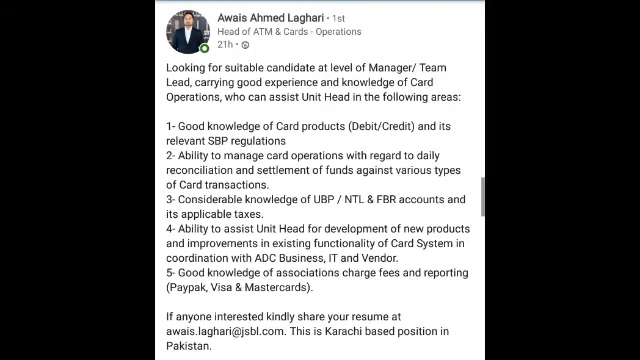 Awais Ahmed Laghari • 1st
Head of ATM & Cards - Operations
21h •
Looking for suitable candidate at level of Manager/ Team
Lead, carrying good experience and knowledge of Card
Operations, who can assist Unit Head in the following areas:
1- Good knowledge of Card products (Debit/Credit) and its
relevant SBP regulations
2- Ability to manage card operations with regard to daily
reconciliation and settlement of funds against various types
of Card transactions.
3- Considerable knowledge of UBP / NTL & FBR accounts and
its applicable taxes.
4- Ability to assist Unit Head for development of new products
and improvements in existing functionality of Card System in
coordination with ADC Business, IT and Vendor.
5- Good knowledge of associations charge fees and reporting
(Paypak, Visa & Mastercards).
If anyone interested kindly share your resume at
awais.laghari@jsbl.com. This is Karachi based position in
Pakistan.